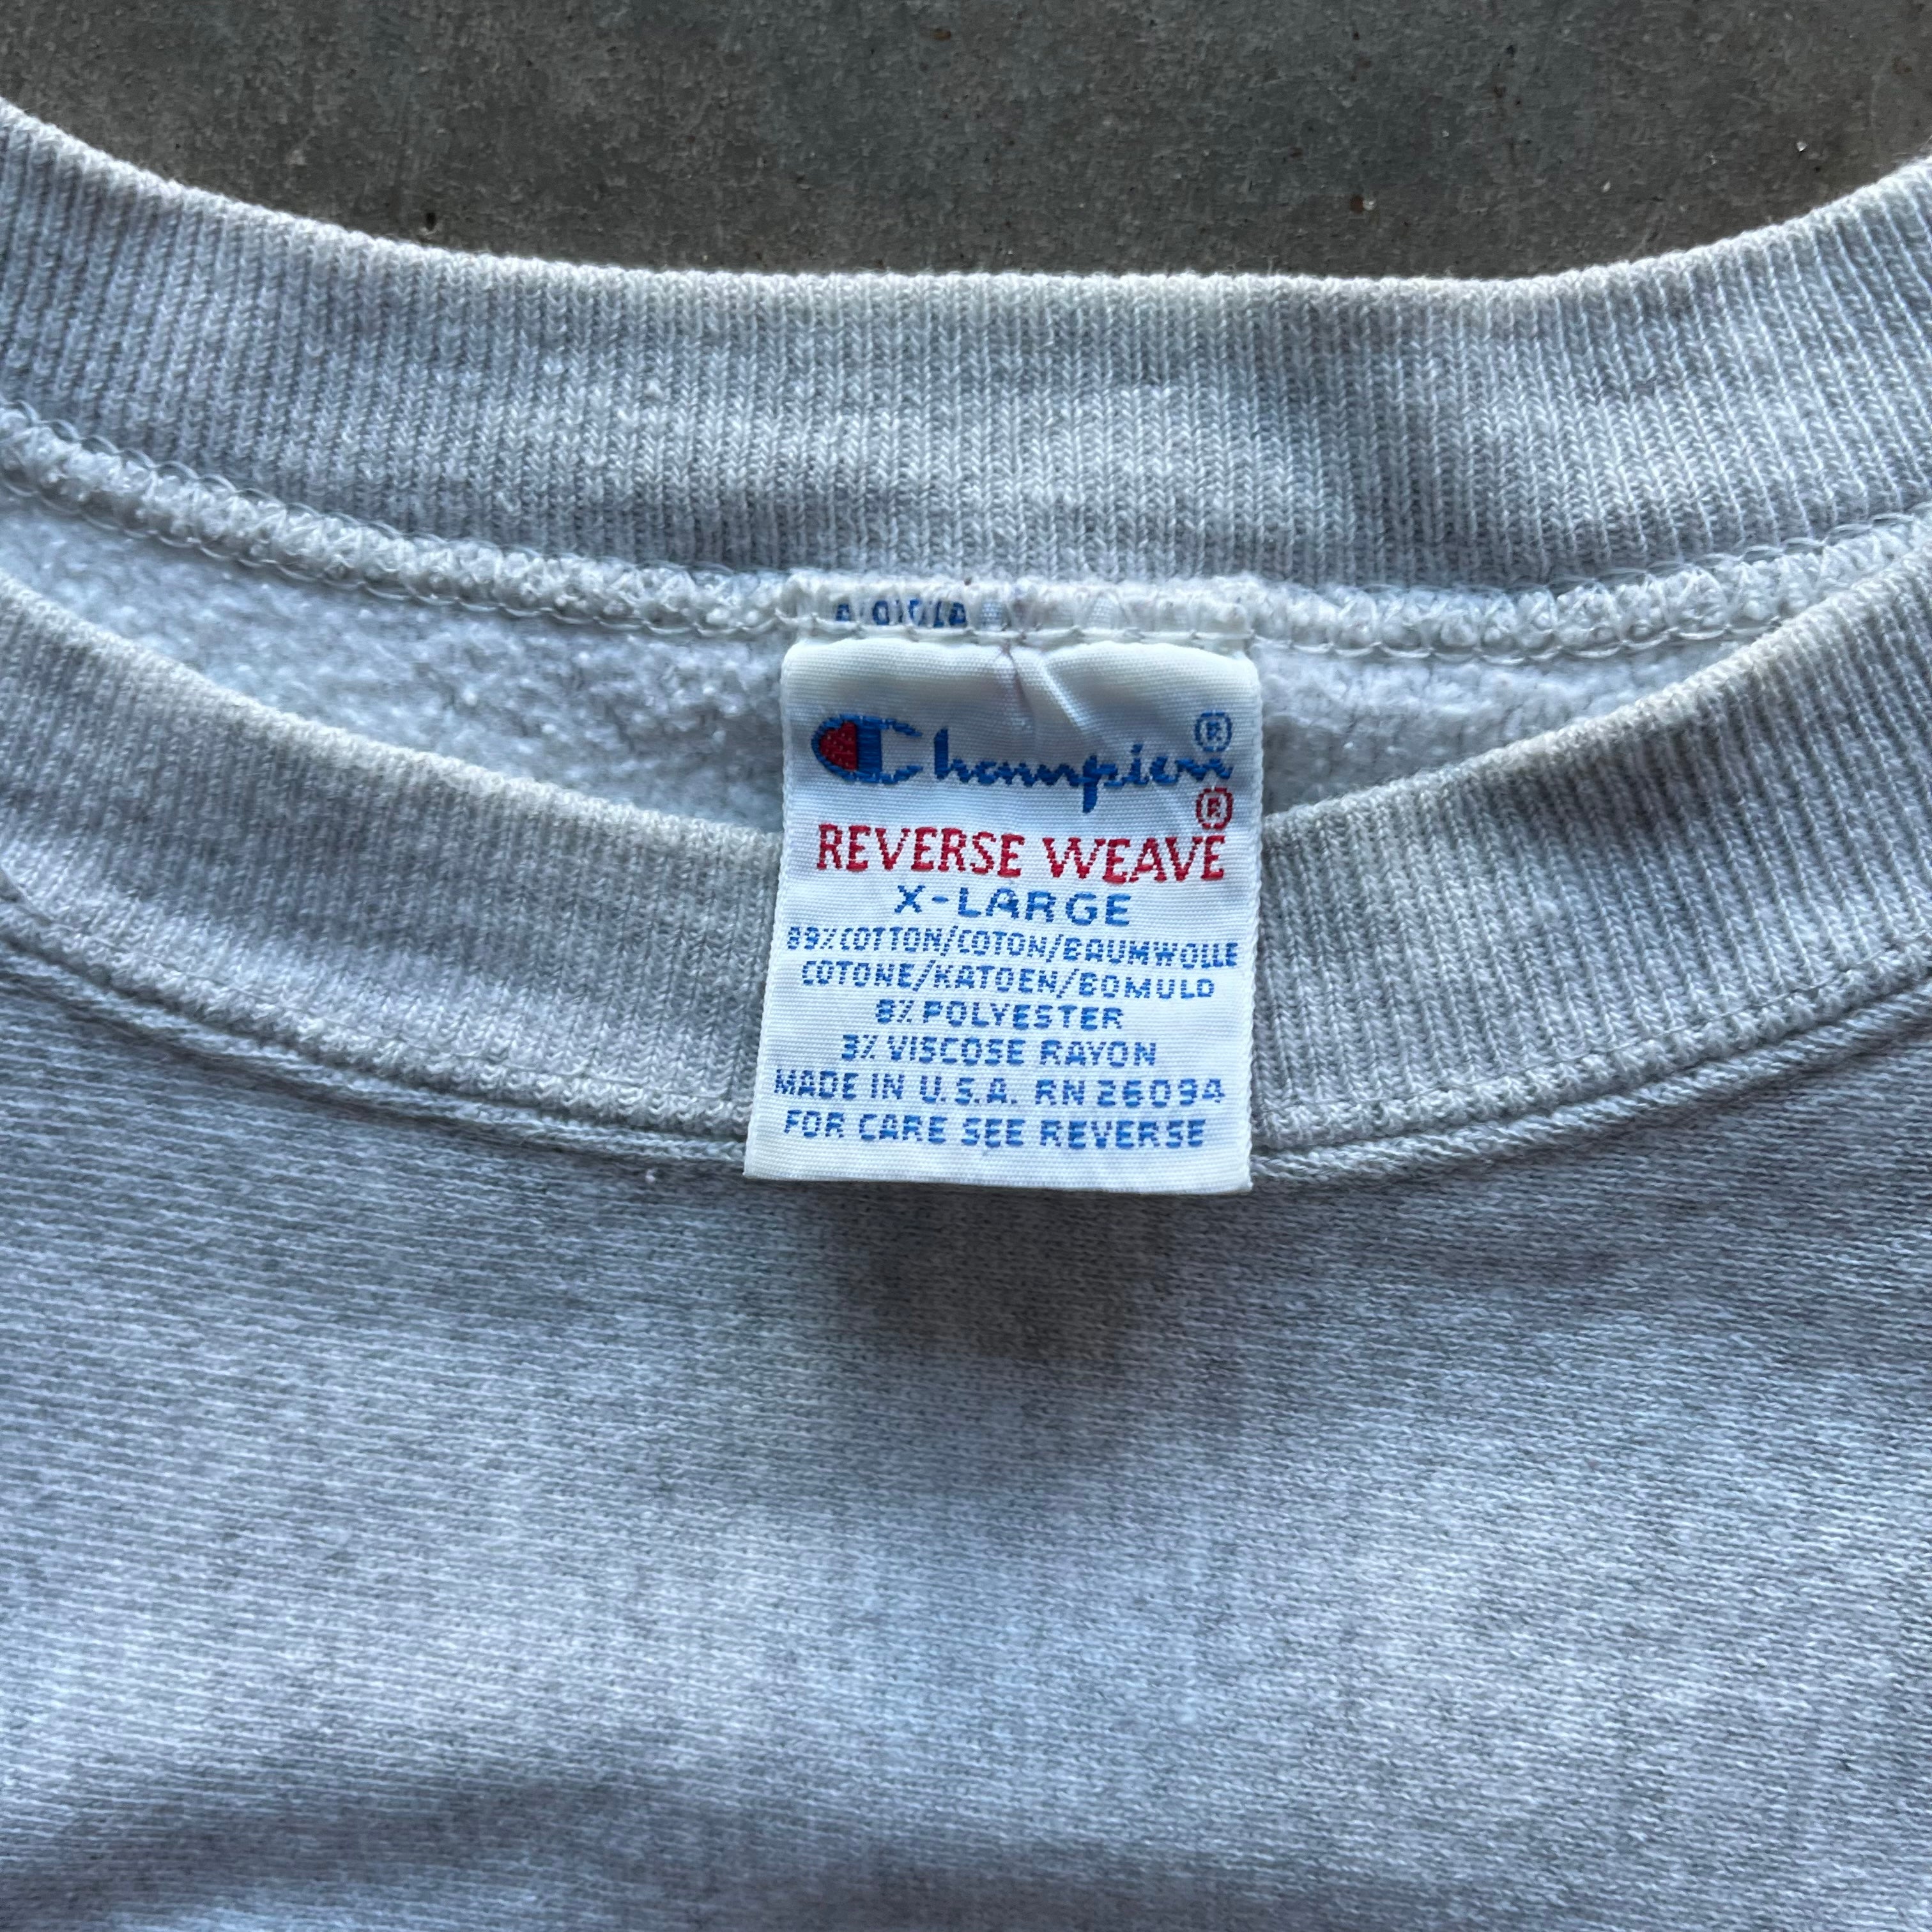 Champion®
®
REVERSE WEAVE
X-LARGE
89% COTTON/COTON/BAUMWOLLE
COTONE/KATOEN/BOMULD
8% POLYESTER
3% VISCOSE RAYON
MADE IN U.S.A. RN 26094
FOR CARE SEE REVERSE